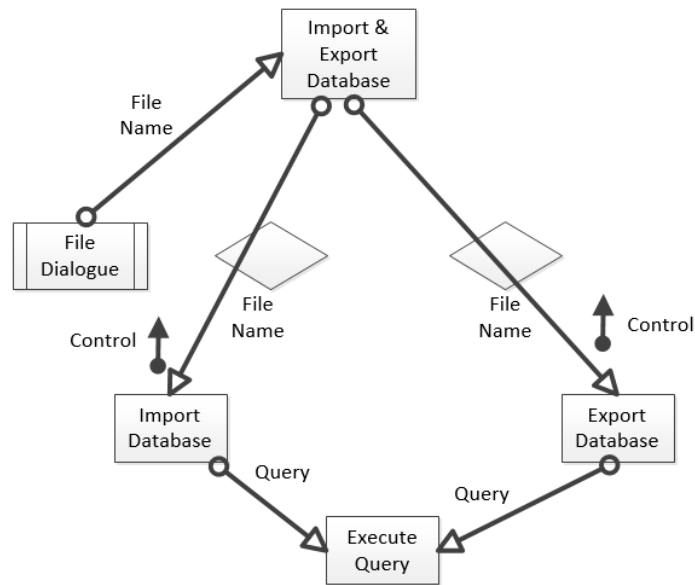 Import &
Export
Database
File
Name
File
Dialogue
File
Name
File
Name
Control
Control
Import
Database
Export
Database
Query
Query
Execute
Query